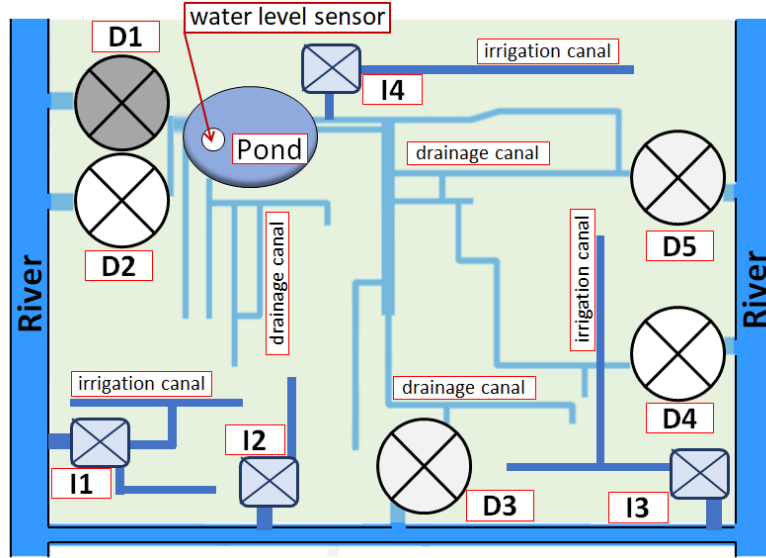 water level sensor
D1
irrigation canal
I4
Pond
drainage canal
D2
D5
River
drainage canal
irrigation canal
River
irrigation canal
drainage canal
D4
I2
I1
D3
I3